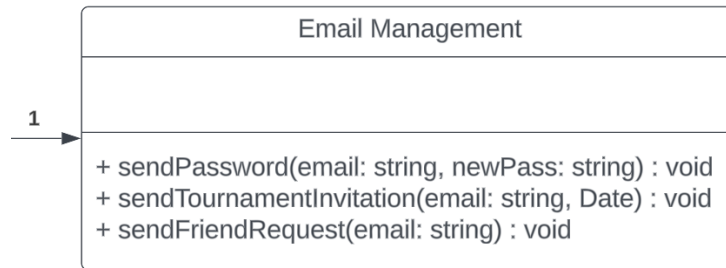 Email Management
1
+ sendPassword(email: string, newPass: string) : void
+ sendTournamentInvitation(email: string, Date) : void
+ sendFriendRequest(email: string) : void